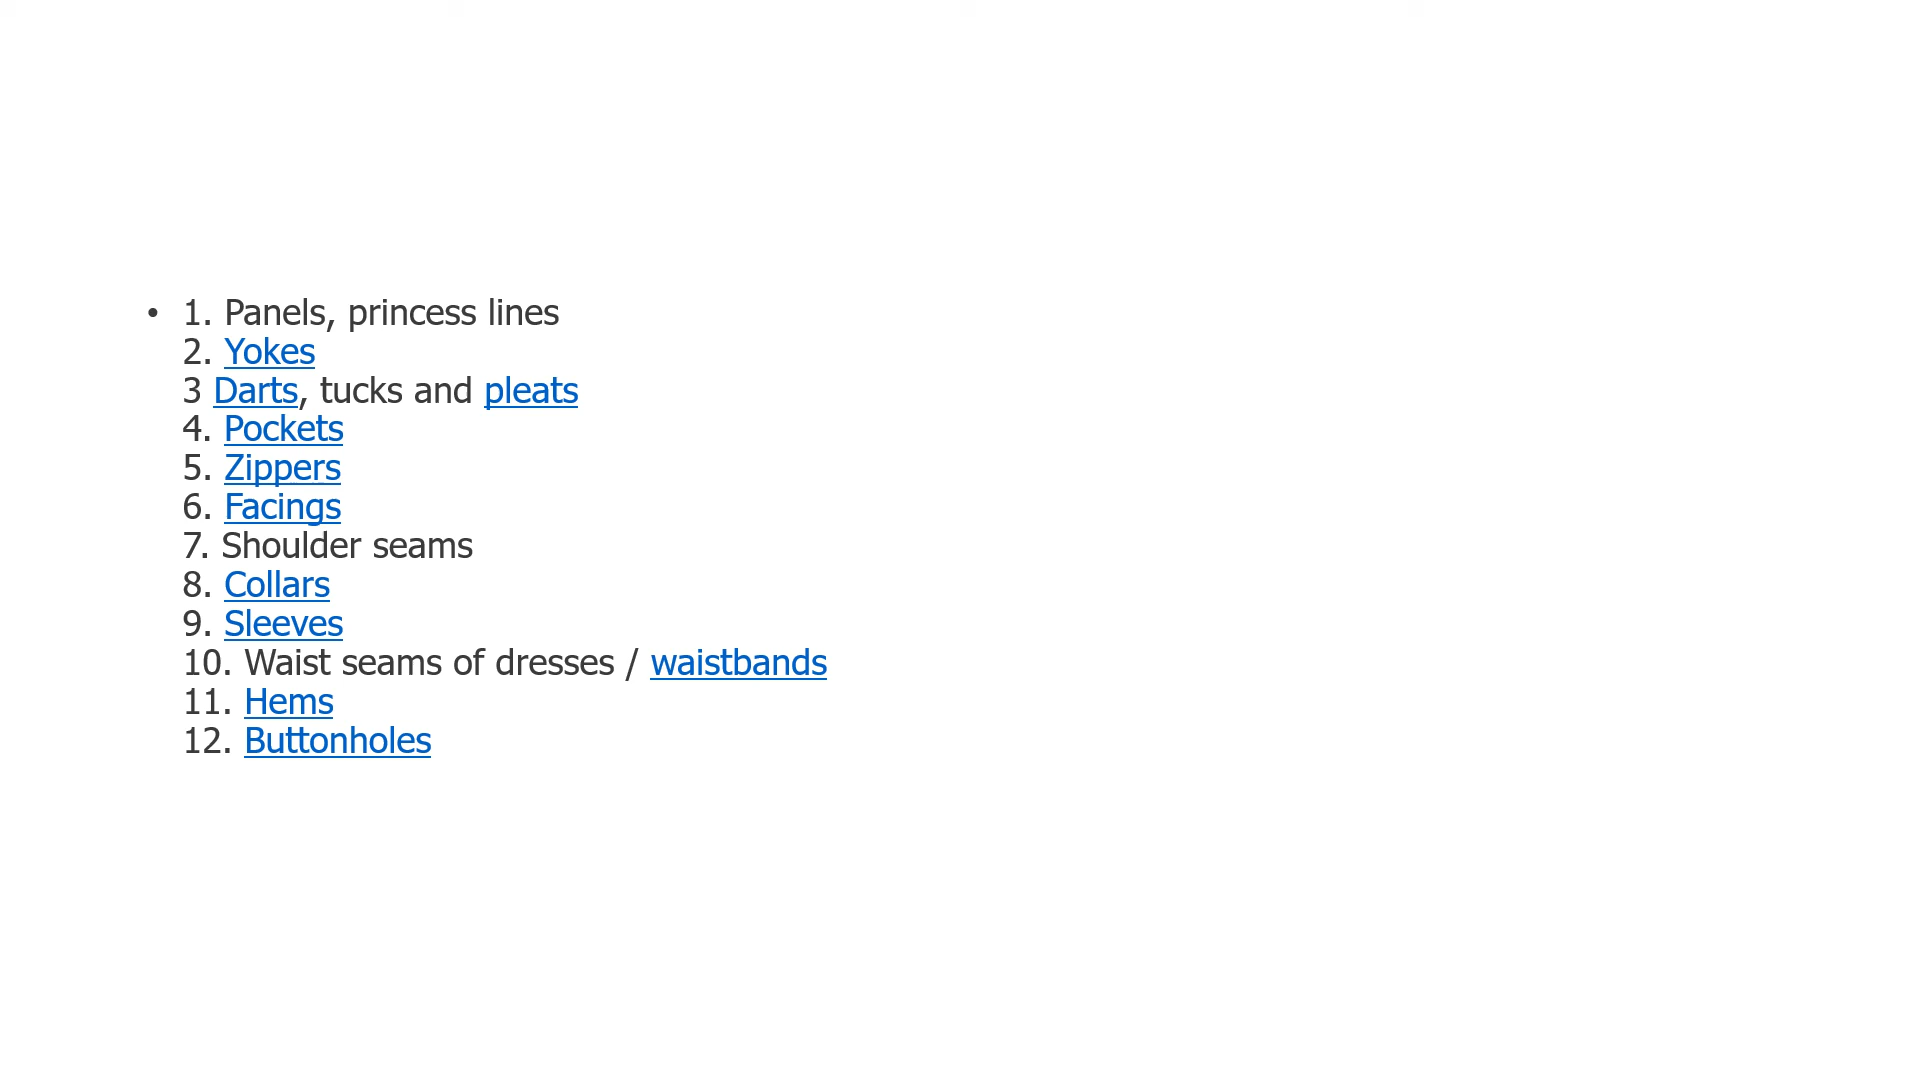 • 1. Panels, princess lines
2. Yokes
3 Darts, tucks and pleats
4. Pockets
5. Zippers
6. Facings
7. Shoulder seams
8. Collars
9. Sleeves
10. Waist seams of dresses / waistbands
11. Hems
12. Buttonholes